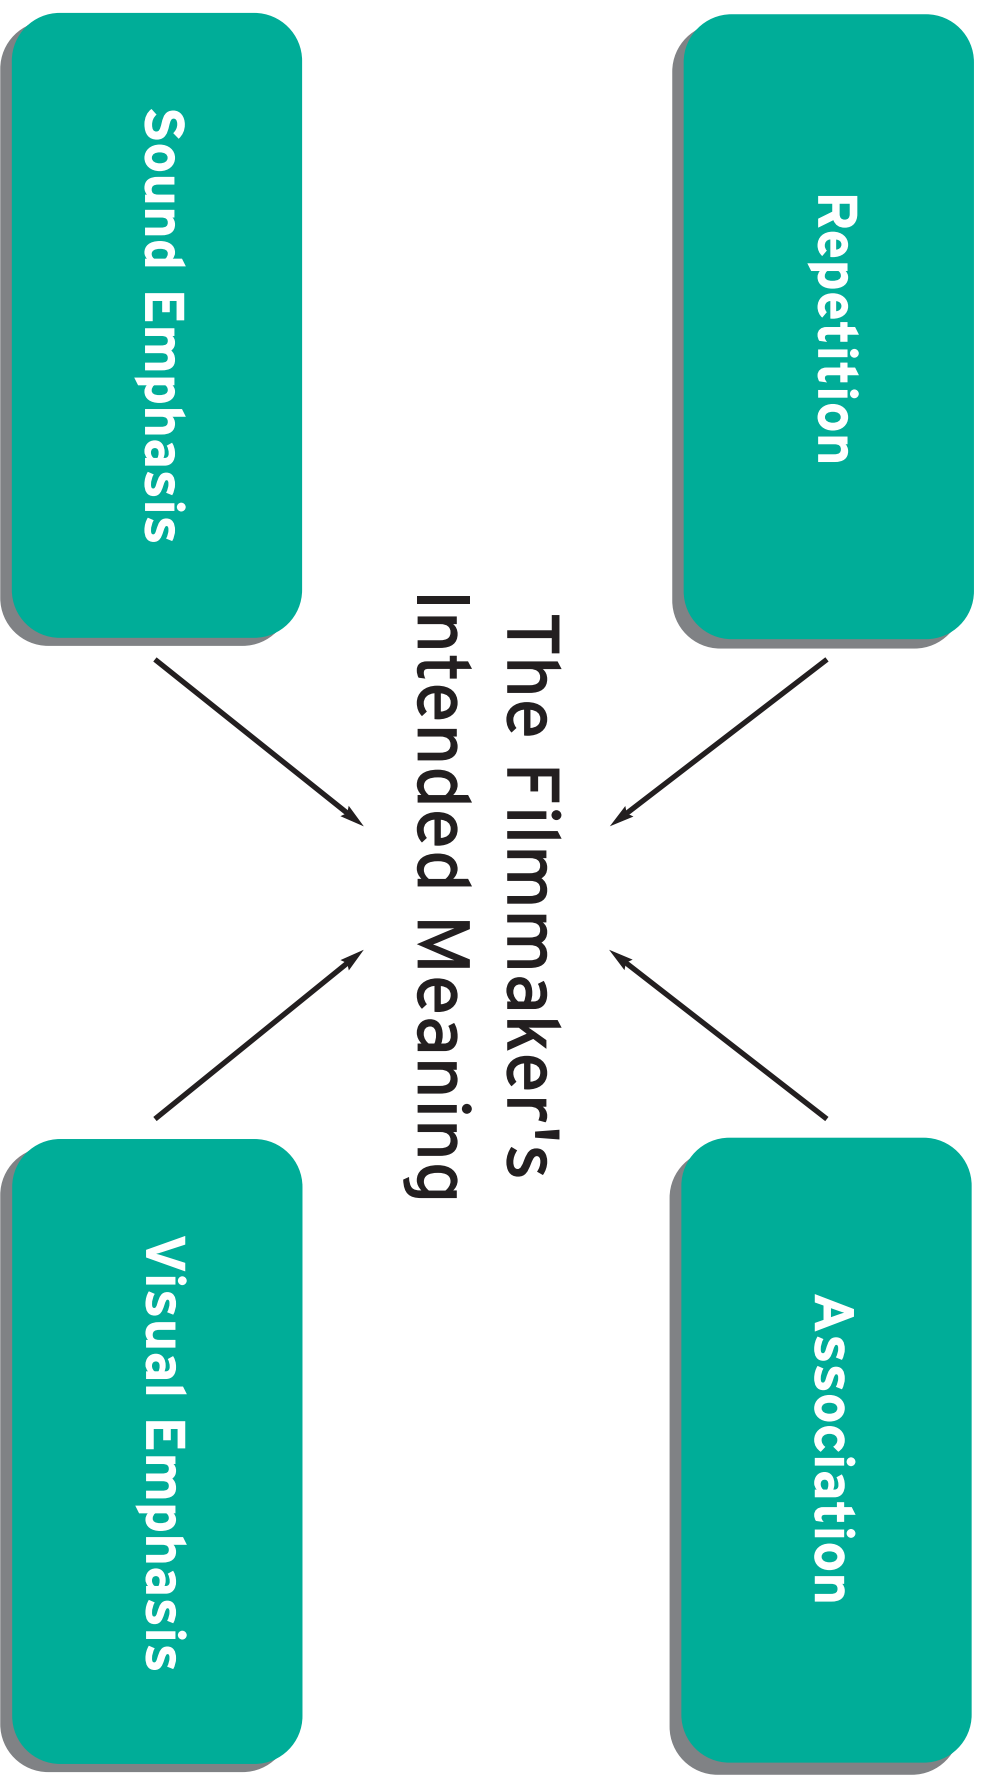 Repetition
Association
The Filmmaker's
Intended Meaning
Sound Emphasis
Visual Emphasis